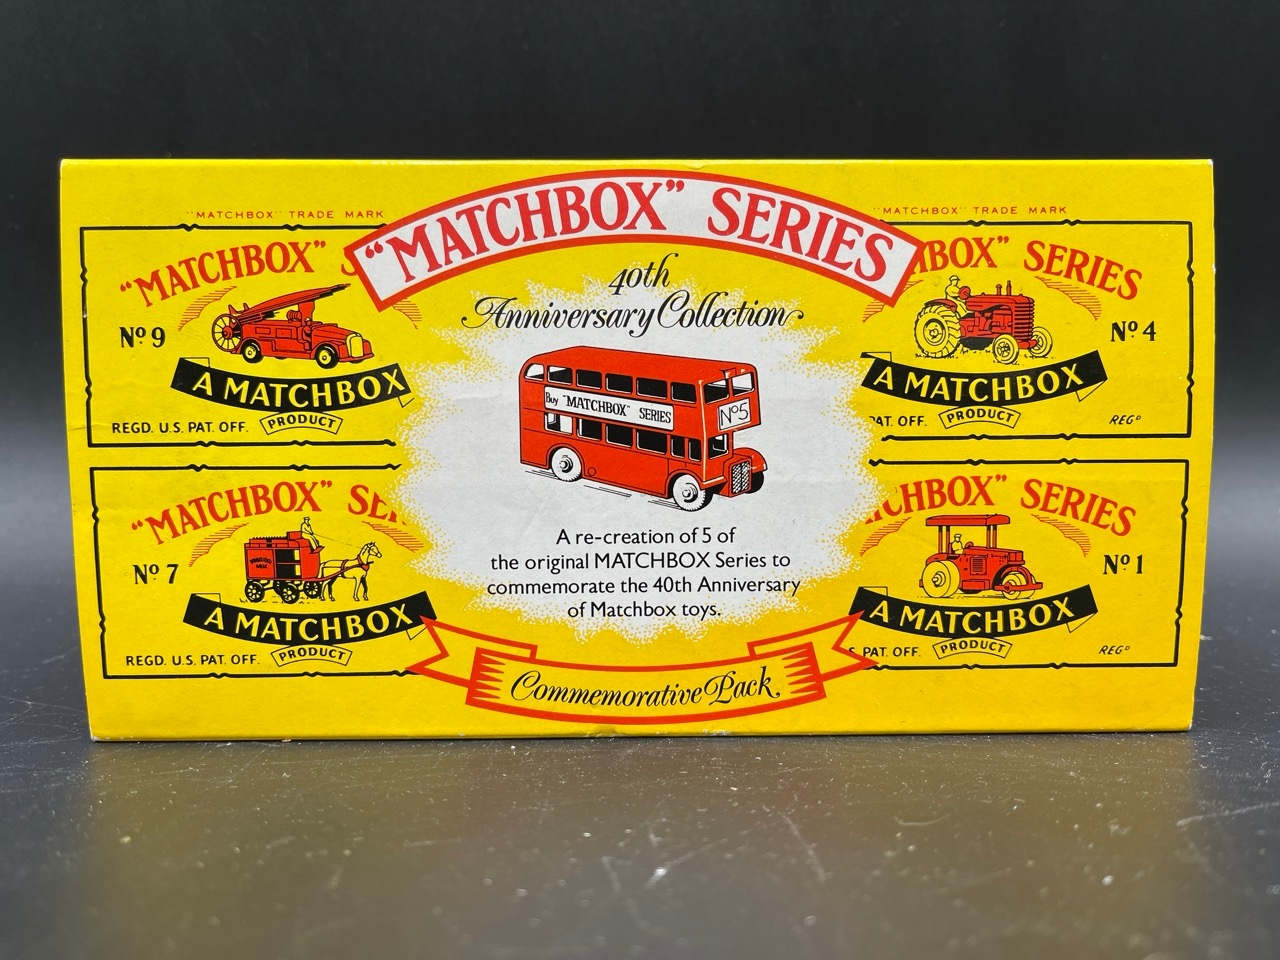 "MATCHBOX" SERIES
40th
Anniversary Collection
Buy "MATCHBOX" SERIES
Nº5
A re-creation of 5 of
the original MATCHBOX Series to
commemorate the 40th Anniversary
of Matchbox toys.
Commemorative Pack
"MATCHBOX" TRADE MARK
"MATCHBOX" S
Nº 9
A MATCHBOX
PRODUCT
REGD. U.S. PAT. OFF.
"MATCHBOX" SE
Nº 7
A MATCHBOX
PRODUCT
REGD. U.S. PAT. OFF.
"MATCHBOX" TRADE MARK
BOX" SERIES
Nº 4
A MATCHBOX
PRODUCT
PAT. OFF.
REGD
CHBOX" SERIES
Nº 1
A MATCHBOX
PRODUCT
S. PAT. OFF.
REGD